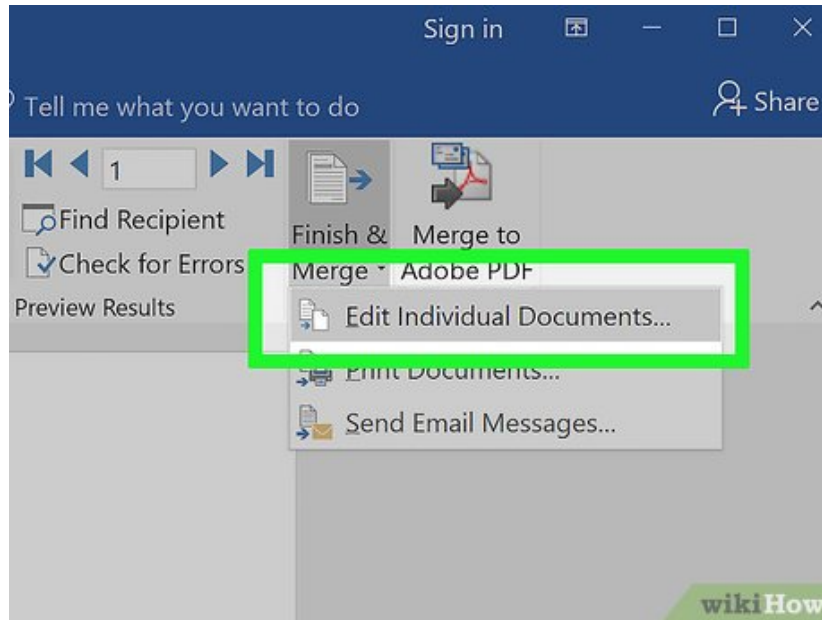 Sign in
Tell me what you want to do
Share
1
Find Recipient
Check for Errors
Preview Results
Finish &
Merge
Merge to
Adobe PDF
Edit Individual Documents...
Print Documents...
Send Email Messages...
wikiHow